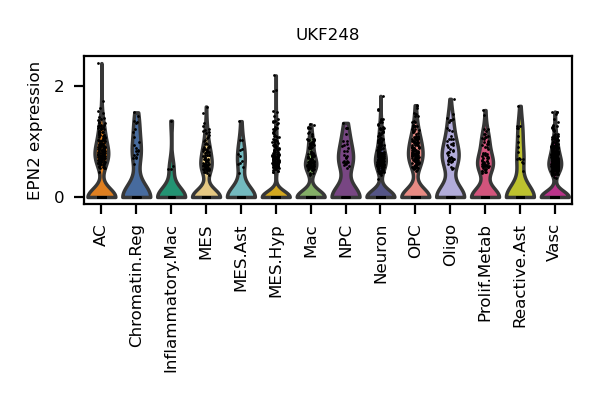 UKF248
EPN2 expression
2
0
AC
Chromatin.Reg
Inflammatory.Mac
MES
MES.Ast
MES.Hyp
Mac
NPC
Neuron
OPC
Oligo
Prolif.Metab
Reactive.Ast
Vasc